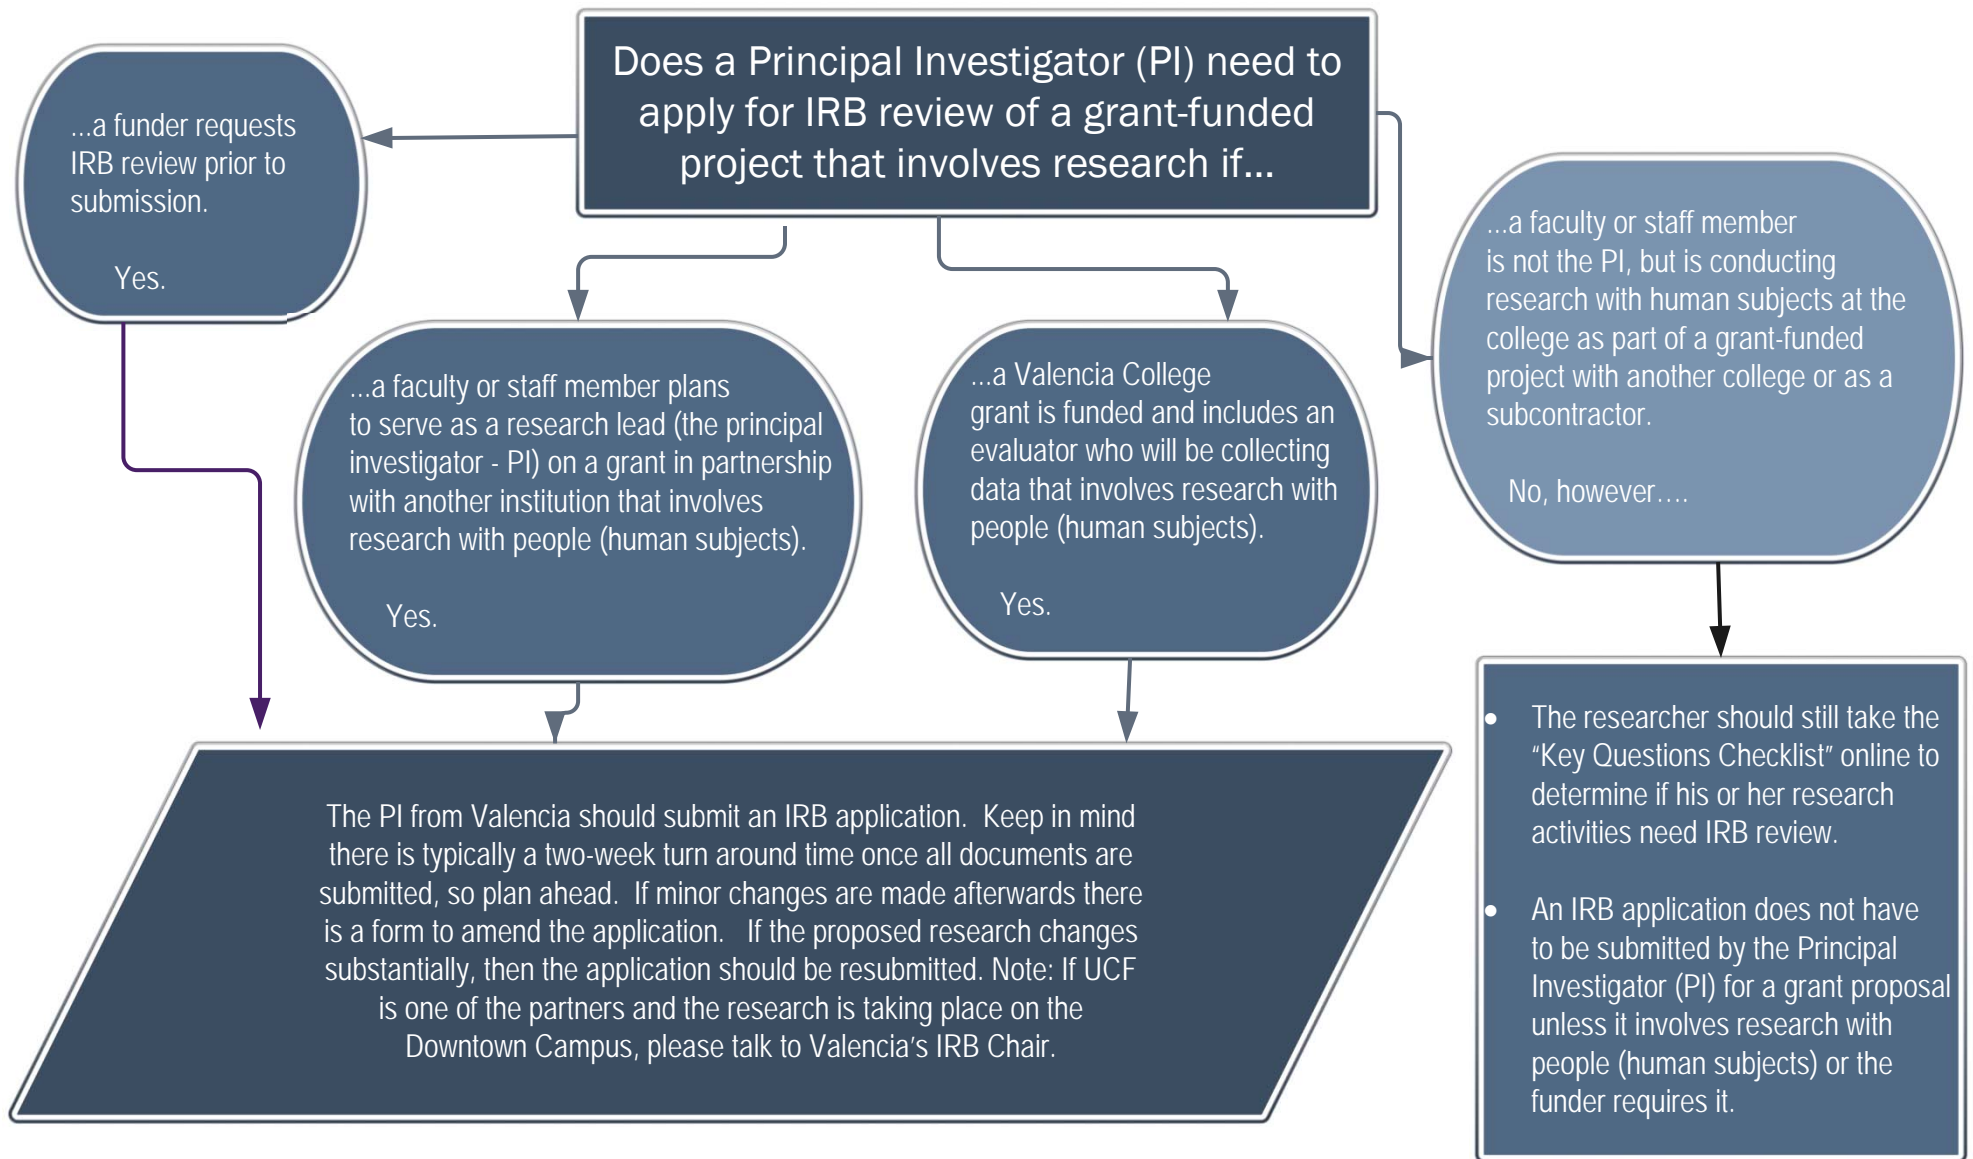 Does a Principal Investigator (PI) need to
apply for IRB review of a grant-funded
project that involves research if...
...a funder requests
IRB review prior to
submission.
Yes.
...a faculty or staff member plans
to serve as a research lead (the principal
investigator - PI) on a grant in partnership
with another institution that involves
research with people (human subjects).
Yes.
...a Valencia College
grant is funded and includes an
evaluator who will be collecting
data that involves research with
people (human subjects).
Yes.
...a faculty or staff member
is not the PI, but is conducting
research with human subjects at the
college as part of a grant-funded
project with another college or as a
subcontractor.
No, however….
The PI from Valencia should submit an IRB application.  Keep in mind
there is typically a two-week turn around time once all documents are
submitted, so plan ahead.  If minor changes are made afterwards there
is a form to amend the application.   If the proposed research changes
substantially, then the application should be resubmitted. Note: If UCF
is one of the partners and the research is taking place on the
Downtown Campus, please talk to Valencia’s IRB Chair.
• The researcher should still take the
“Key Questions Checklist” online to
determine if his or her research
activities need IRB review.
• An IRB application does not have
to be submitted by the Principal
Investigator (PI) for a grant proposal
unless it involves research with
people (human subjects) or the
funder requires it.